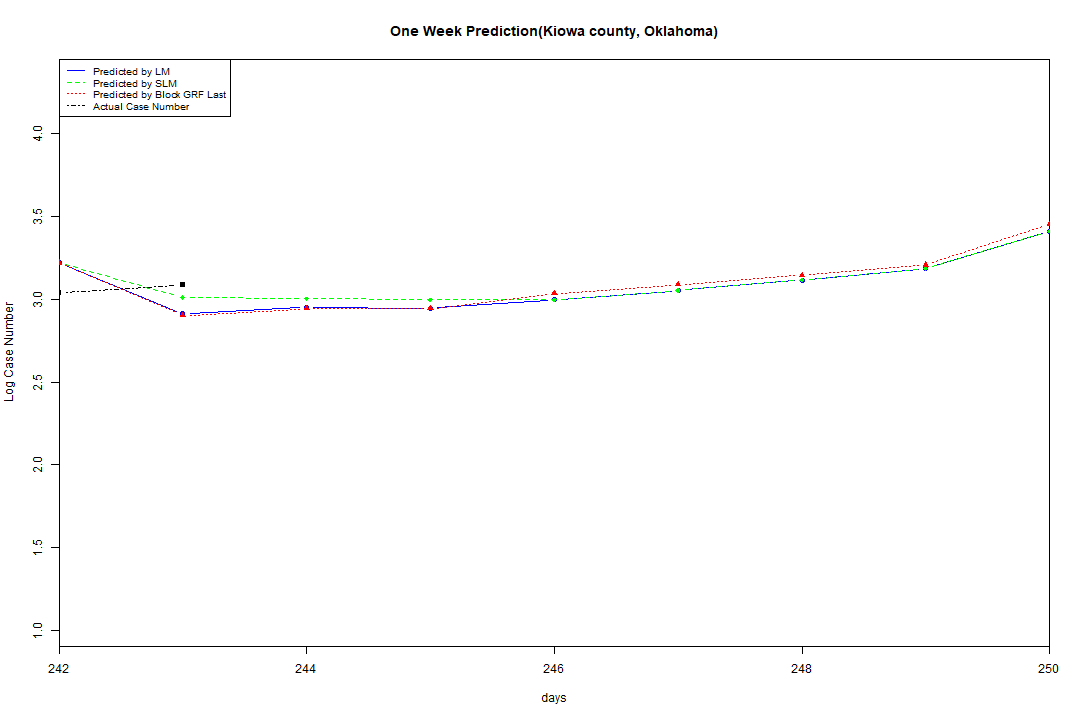 One Week Prediction(Kiowa county, Oklahoma)
Predicted by LM
Predicted by SLM
Predicted by Block GRF Last
Actual Case Number
4.0
3.5
3.0
2.5
2.0
1.5
1.0
Log Case Number
242 244 246 248 250
days